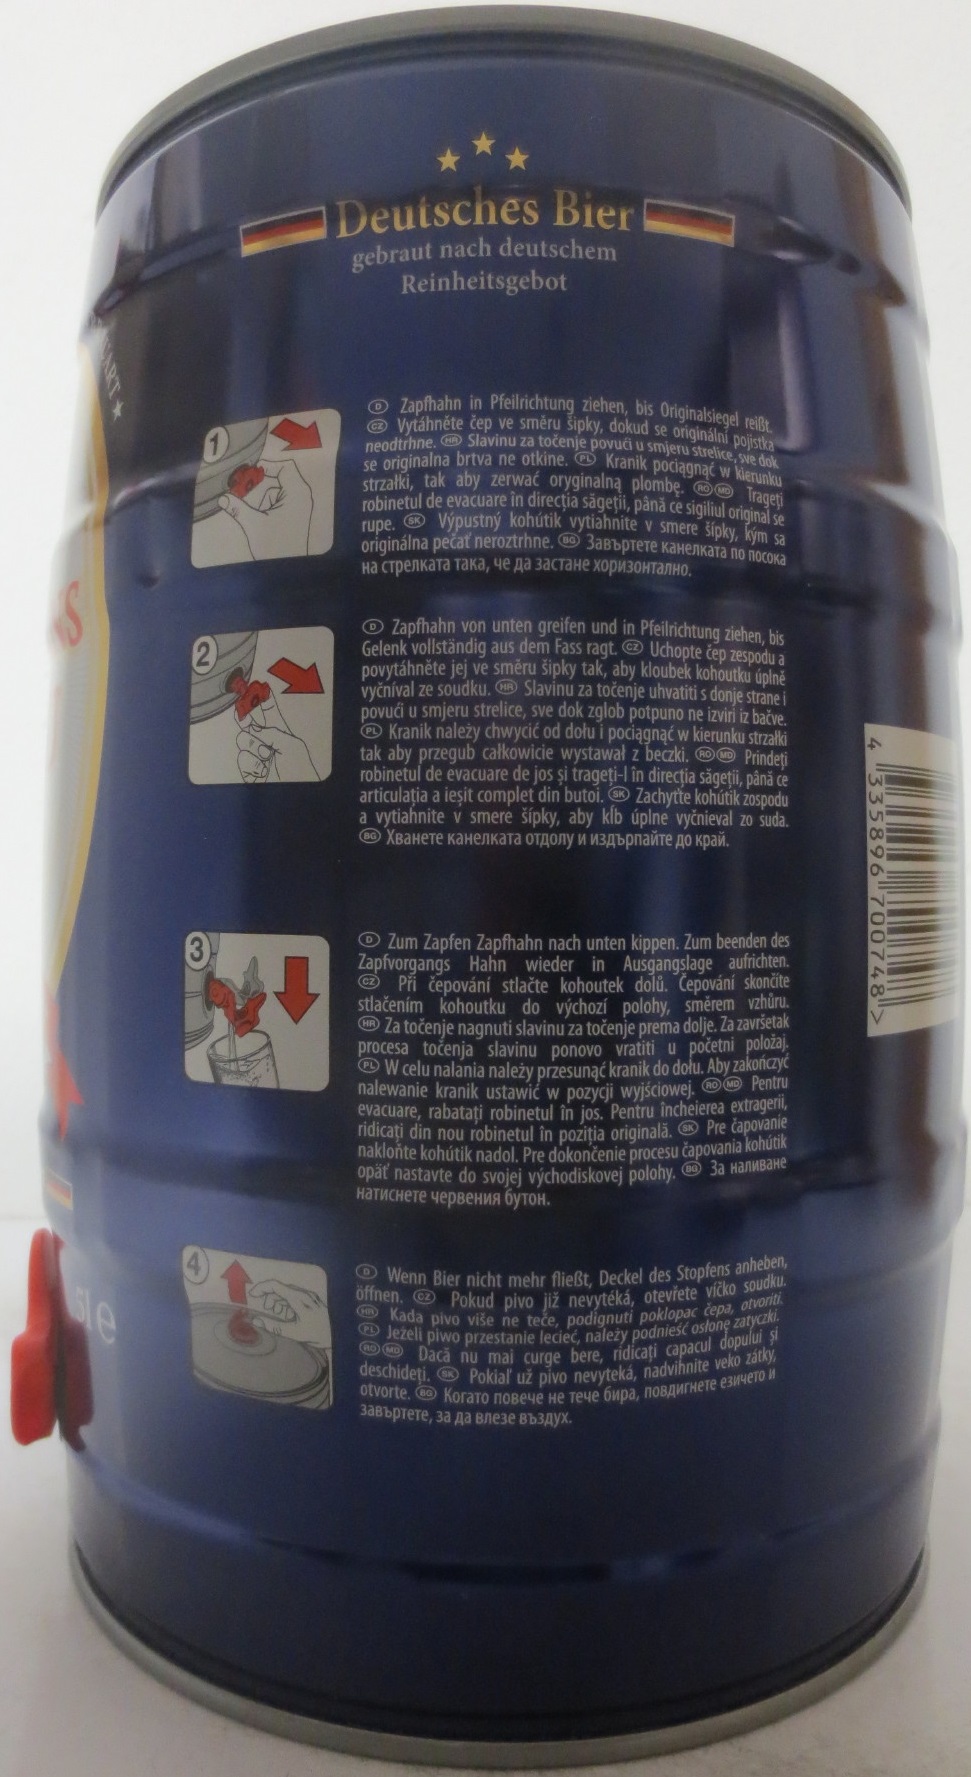 Deutsches Bier
gebraut nach deutschem
Reinheitsgebot
ART
S
1
D Zapfhahn in Pfeilrichtung ziehen, bis Originalsiegel reißt.
CZ Vytáhněte čep ve směru šipky, dokud se originální pojistka
neodtrhne. HR Slavinu za točenje povući u smjeru strelice, sve dok
se originalna brtva ne otkine. PL Kranik pociągnąć w kierunku
strzałki, tak aby zerwać oryginalną plombę. RO MD Trageți
robinetul de evacuare în direcția săgeții, până ce sigiliul original se
rupe. SK Výpustný kohútik vytiahnite v smere šípky, kým sa
originálna pečať neroztrhne. BG Завъртете канелката по посока
на стрелката така, че да застане хоризонтално.
2
D Zapfhahn von unten greifen und in Pfeilrichtung ziehen, bis
Gelenk vollständig aus dem Fass ragt. CZ Uchopte čep zespodu a
povytáhněte jej ve směru šipky tak, aby kloubek kohoutku úplně
vyčníval ze soudku. HR Slavinu za točenje uhvatiti s donje strane i
povući u smjeru strelice, sve dok zglob potpuno ne izviri iz bačve.
PL Kranik należy chwycić od dołu i pociągnąć w kierunku strzałki
tak aby przegub całkowicie wystawał z beczki. RO MD Prindeți
robinetul de evacuare de jos și trageți-l în direcția săgeții, până ce
articulația a ieșit complet din butoi. SK Zachyťte kohútik zospodu
a vytiahnite v smere šípky, aby kĺb úplne vyčnieval zo suda.
BG Хванете канелката отдолу и издърпайте до край.
3
D Zum Zapfen Zapfhahn nach unten kippen. Zum beenden des
Zapfvorgangs Hahn wieder in Ausgangslage aufrichten.
CZ Při čepování stlačte kohoutek dolů. Čepování skončíte
stlačením kohoutku do výchozí polohy, směrem vzhůru.
HR Za točenje nagnuti slavinu za točenje prema dolje. Za završetak
procesa točenja slavinu ponovo vratiti u početni položaj.
PL W celu nalania należy przesunąć kranik do dołu. Aby zakończyć
nalewanie kranik ustawić w pozycji wyjściowej. RO MD Pentru
evacuare, rabatați robinetul în jos. Pentru încheierea extragerii,
ridicați din nou robinetul în poziția originală. SK Pre čapovanie
nakloňte kohútik nadol. Pre dokončenie procesu čapovania kohútik
opäť nastavte do svojej východiskovej polohy. BG За наливане
натиснете червения бутон.
4
D Wenn Bier nicht mehr fließt, Deckel des Stopfens anheben,
öffnen. CZ Pokud pivo již nevytéká, otevřete víčko soudku.
HR Kada pivo više ne teče, podignuti poklopac čepa, otvoriti.
PL Jeżeli piwo przestanie lecieć, należy podnieść osłonę zatyczki.
RO MD Dacă nu mai curge bere, ridicați capacul dopului și
deschideți. SK Pokiaľ už pivo nevyteká, nadvihnite veko zátky,
otvorte. BG Когато повече не тече бира, повдигнете езичето и
завъртете, за да влезе въздух.
5l e
4 335896 700748 >